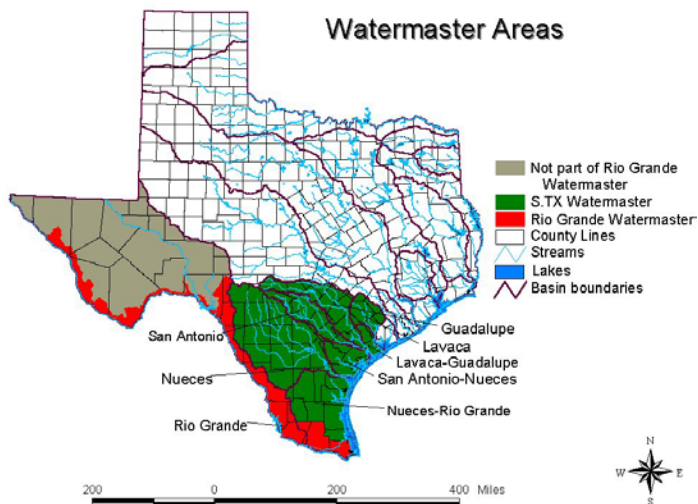 Watermaster Areas
Not part of Rio Grande
Watermaster
S.TX Watermaster
Rio Grande Watermaster
County Lines
Streams
Lakes
Basin boundaries
Guadalupe
San Antonio
Lavaca
Lavaca-Guadalupe
San Antonio-Nueces
Nueces
Nueces-Rio Grande
Rio Grande
N
W E
S
200 0 200 400 Miles